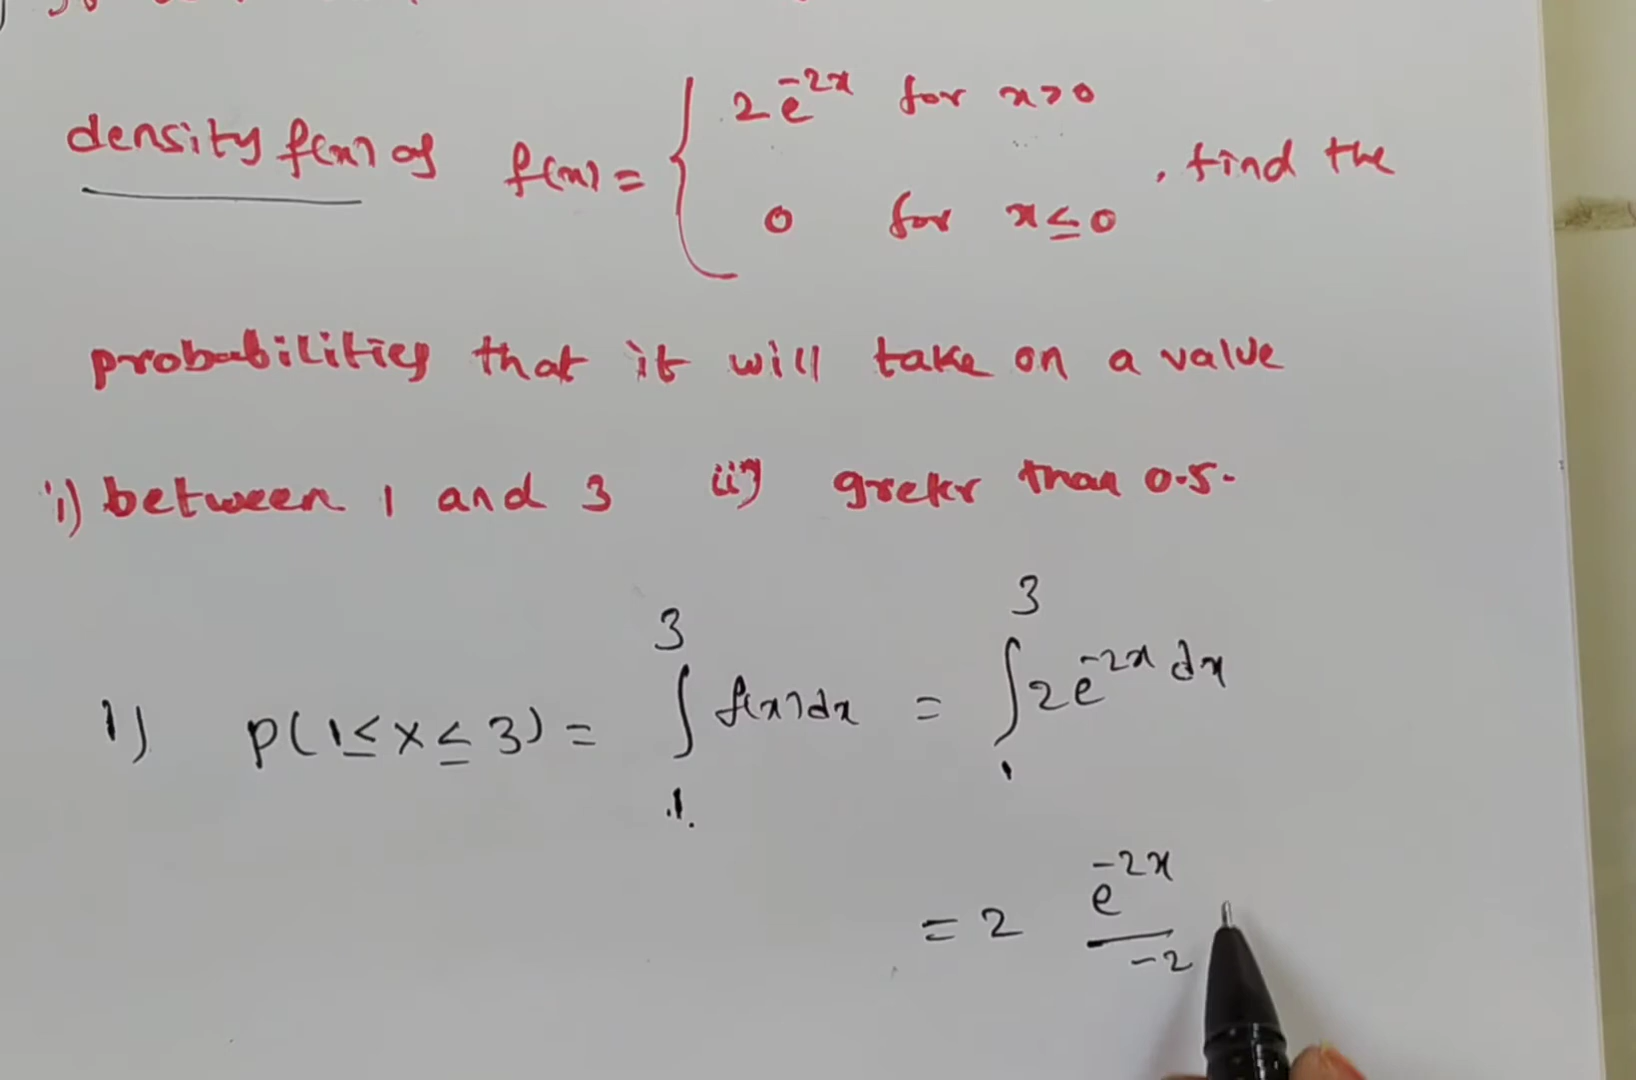 density f(x) of f(x) = { 2e^{-2x} for x>0
0 for x≤0 , find the
probabilities that it will take on a value
i) between 1 and 3 ii) greter than 0.5.
1) P(1≤x≤3) = ∫_1^3 f(x)dx = ∫_1^3 2e^{-2x} dx
= 2 e^{-2x}/-2